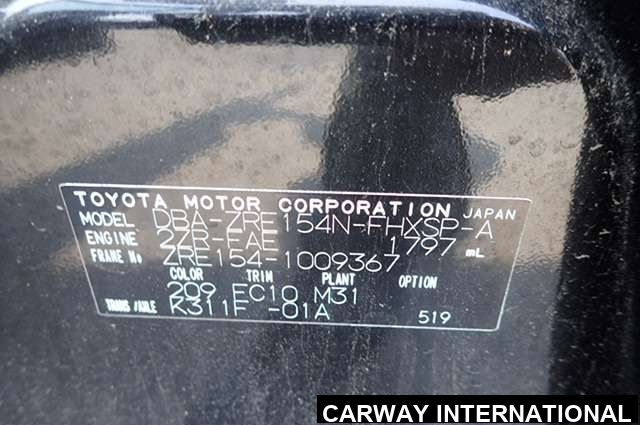 TOYOTA MOTOR CORPORATION JAPAN
MODEL DBA-ZRE154N-FHXSP-A
ENGINE 2ZR-FAE 1797 mL
FRAME No ZRE154-1009367
COLOR TRIM PLANT OPTION
209 FC10 M31
TRANS/AXLE K311F -01A 519
CARWAY INTERNATIONAL